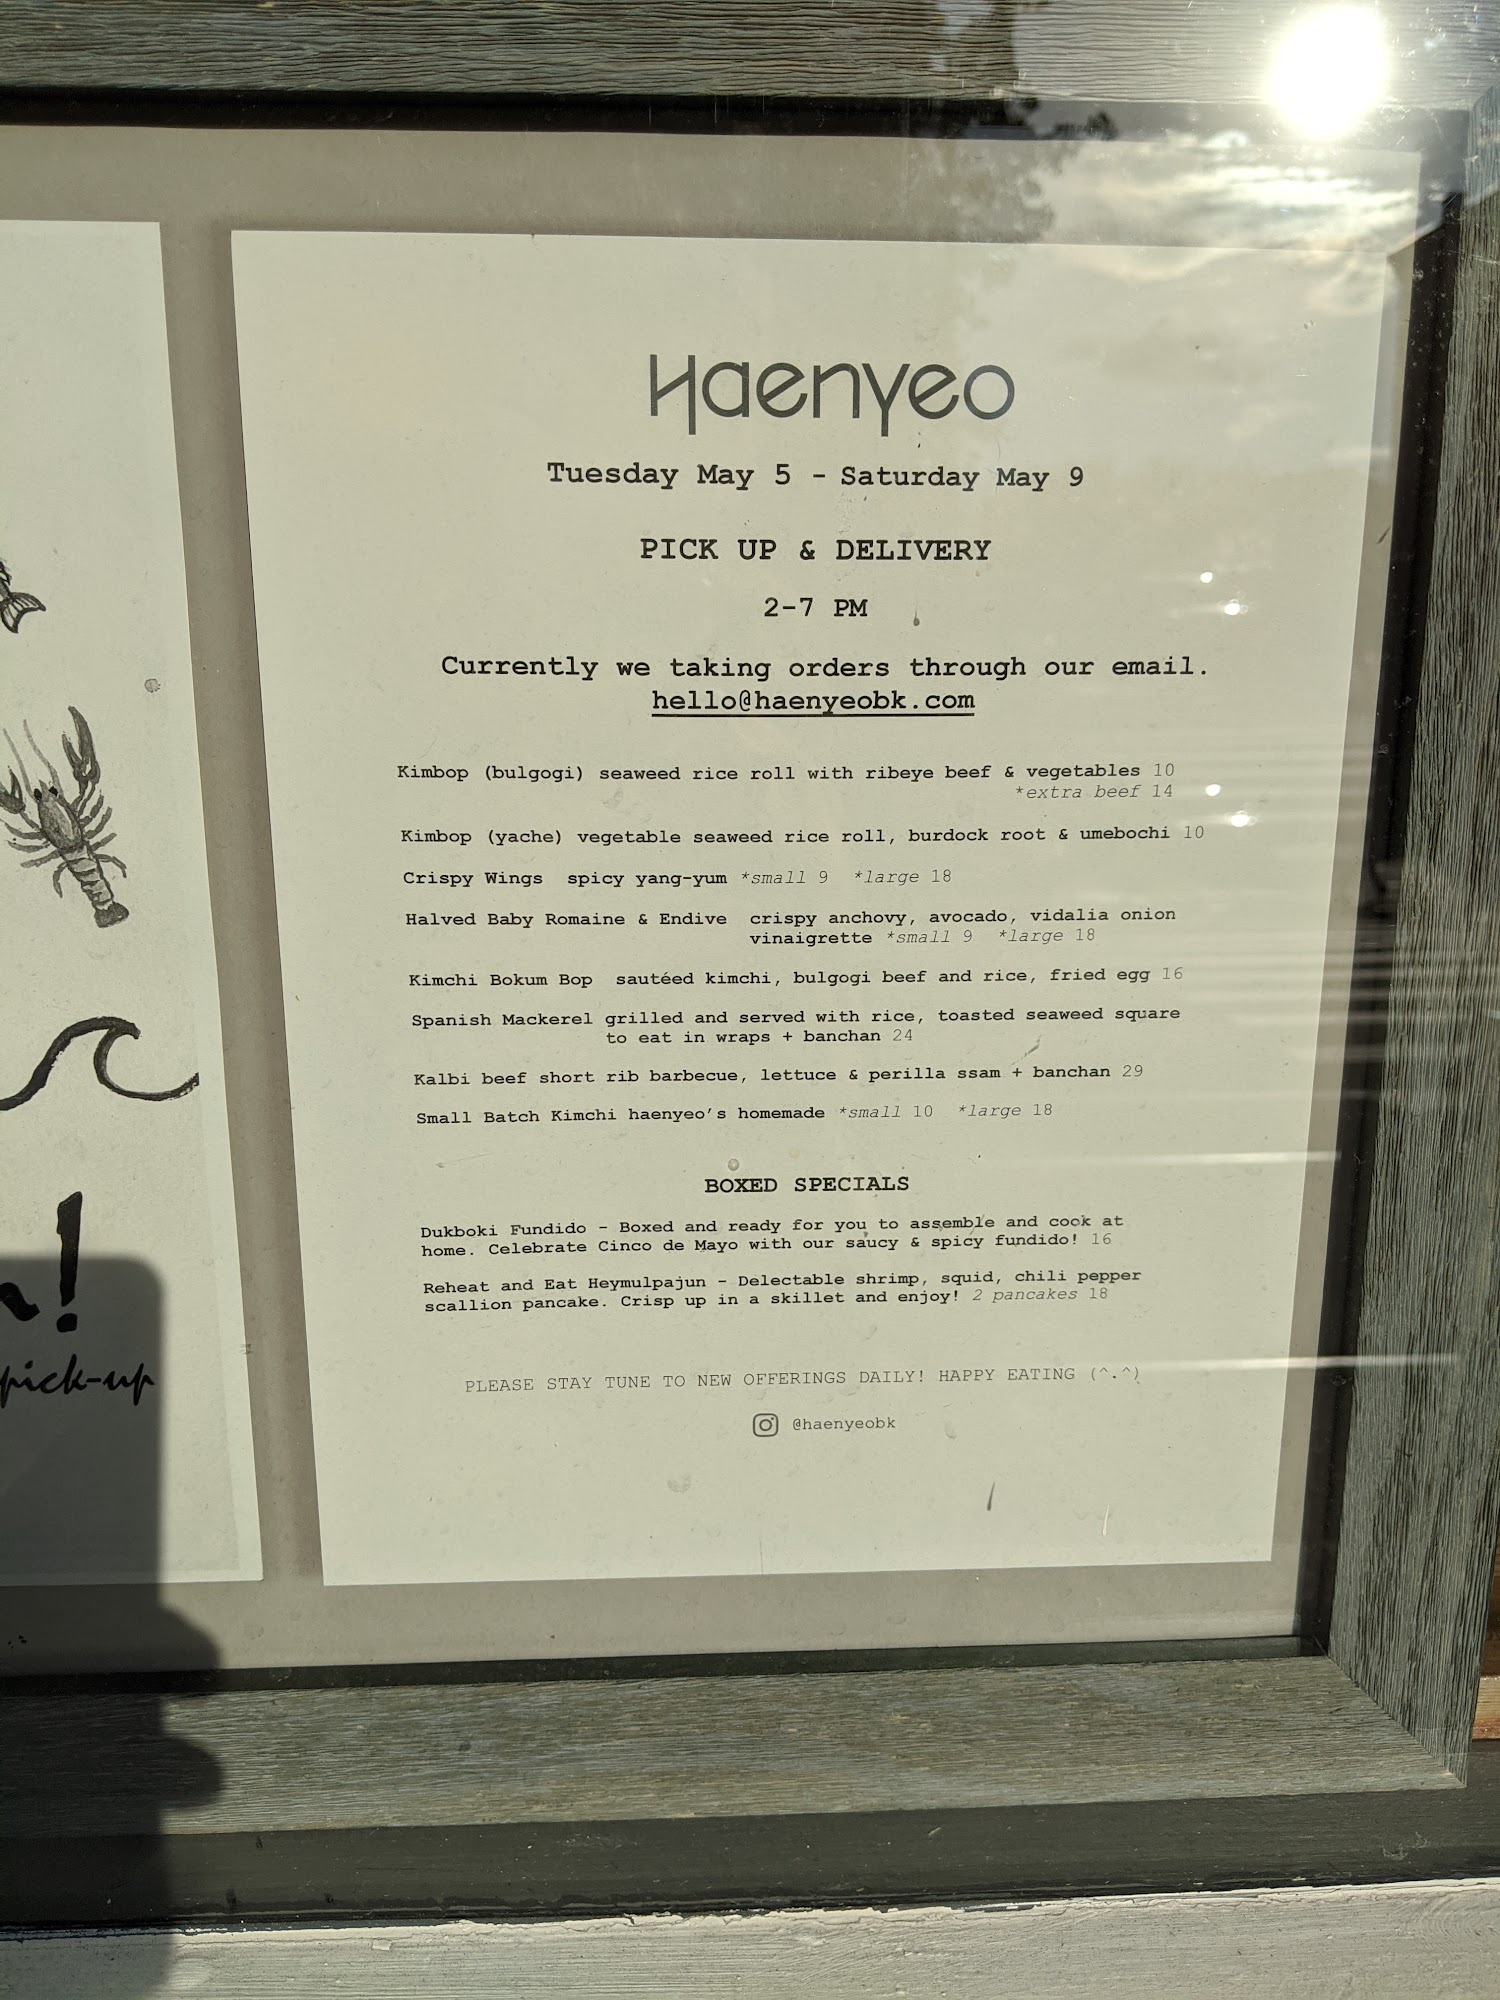 Haenyeo
Tuesday May 5 - Saturday May 9
PICK UP & DELIVERY
2-7 PM
Currently we taking orders through our email.
hello@haenyeobk.com
Kimbop (bulgogi) seaweed rice roll with ribeye beef & vegetables 10
*extra beef 14
Kimbop (yache) vegetable seaweed rice roll, burdock root & umebochi 10
Crispy Wings spicy yang-yum *small 9 *large 18
Halved Baby Romaine & Endive crispy anchovy, avocado, vidalia onion
vinaigrette *small 9 *large 18
Kimchi Bokum Bop sautéed kimchi, bulgogi beef and rice, fried egg 16
Spanish Mackerel grilled and served with rice, toasted seaweed square
to eat in wraps + banchan 24
Kalbi beef short rib barbecue, lettuce & perilla ssam + banchan 29
Small Batch Kimchi haenyeo's homemade *small 10 *large 18
BOXED SPECIALS
Dukboki Fundido - Boxed and ready for you to assemble and cook at
home. Celebrate Cinco de Mayo with our saucy & spicy fundido! 16
Reheat and Eat Heymulpajun - Delectable shrimp, squid, chili pepper
scallion pancake. Crisp up in a skillet and enjoy! 2 pancakes 18
PLEASE STAY TUNE TO NEW OFFERINGS DAILY! HAPPY EATING (^.^)
@haenyeobk
!
pick-up